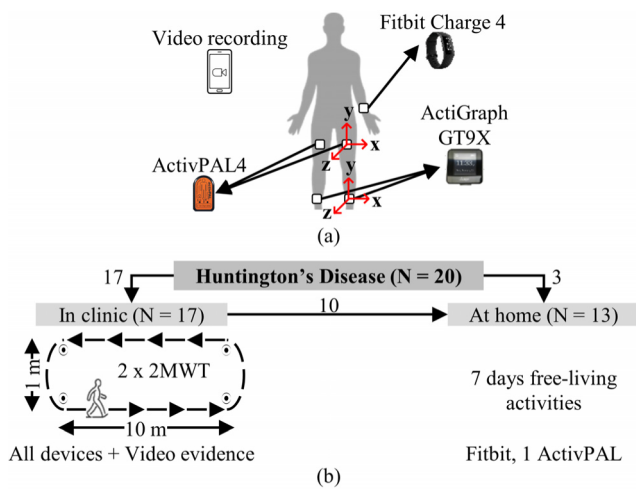 Video recording
Fitbit Charge 4
ActiGraph
GT9X
ActivPAL4
y
x
z
y
x
z
(a)
Huntington's Disease (N = 20)
17
3
In clinic (N = 17)
10
At home (N = 13)
1 m
2 x 2MWT
10 m
7 days free-living
activities
All devices + Video evidence
Fitbit, 1 ActivPAL
(b)